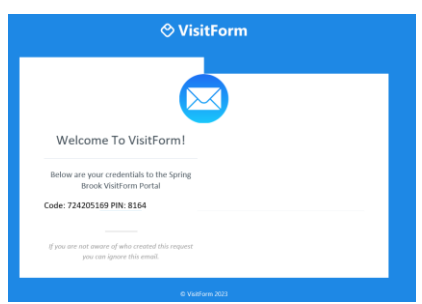 VisitForm
Welcome To VisitForm!
Below are your credentials to the Spring
Brook VisitForm Portal
Code: 724205169 PIN: 8164
If you are not aware of who created this request
you can ignore this email.
© VisitForm 2023